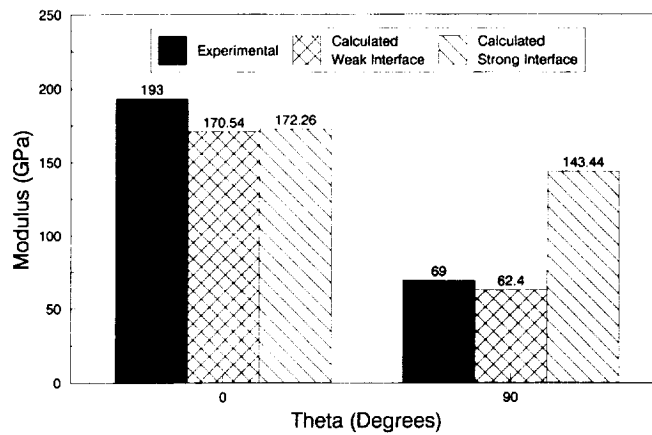 250
200
150
100
50
0
Modulus (GPa)
Experimental
Calculated
Weak Interface
Calculated
Strong Interface
193
170.54
172.26
69
62.4
143.44
0
90
Theta (Degrees)